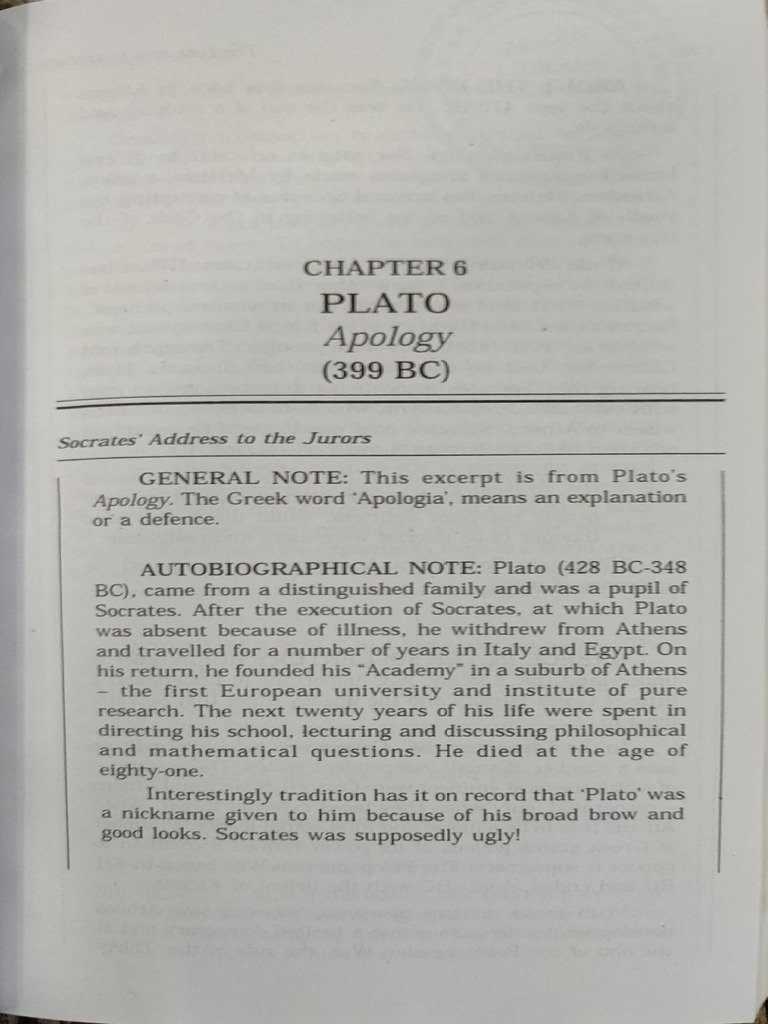 CHAPTER 6
PLATO
Apology
(399 BC)
Socrates' Address to the Jurors
GENERAL NOTE: This excerpt is from Plato's
Apology. The Greek word 'Apologia', means an explanation
or a defence.
AUTOBIOGRAPHICAL NOTE: Plato (428 BC-348
BC), came from a distinguished family and was a pupil of
Socrates. After the execution of Socrates, at which Plato
was absent because of illness, he withdrew from Athens
and travelled for a number of years in Italy and Egypt. On
his return, he founded his "Academy" in a suburb of Athens
– the first European university and institute of pure
research. The next twenty years of his life were spent in
directing his school, lecturing and discussing philosophical
and mathematical questions. He died at the age of
eighty-one.
Interestingly tradition has it on record that 'Plato' was
a nickname given to him because of his broad brow and
good looks. Socrates was supposedly ugly!